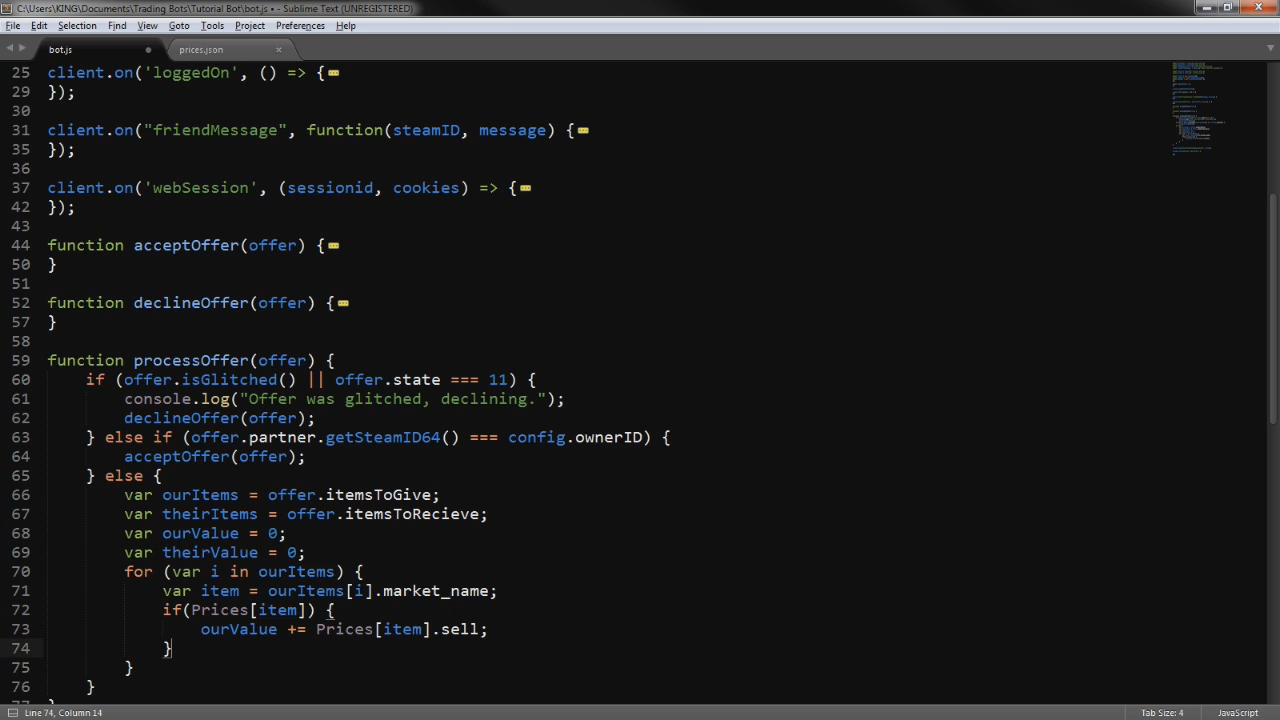 C:\Users\KING\Documents\Trading Bots\Tutorial Bot\bot.js • - Sublime Text (UNREGISTERED)
File Edit Selection Find View Goto Tools Project Preferences Help
bot.js prices.json
25 client.on('loggedOn', () => {
29 });
30
31 client.on("friendMessage", function(steamID, message) {
35 });
36
37 client.on('webSession', (sessionid, cookies) => {
42 });
43
44 function acceptOffer(offer) {
50 }
51
52 function declineOffer(offer) {
57 }
58
59 function processOffer(offer) {
60 if (offer.isGlitched() || offer.state === 11) {
61 console.log("Offer was glitched, declining.");
62 declineOffer(offer);
63 } else if (offer.partner.getSteamID64() === config.ownerID) {
64 acceptOffer(offer);
65 } else {
66 var ourItems = offer.itemsToGive;
67 var theirItems = offer.itemsToRecieve;
68 var ourValue = 0;
69 var theirValue = 0;
70 for (var i in ourItems) {
71 var item = ourItems[i].market_name;
72 if(Prices[item]) {
73 ourValue += Prices[item].sell;
74 }
75 }
76 }
Line 74, Column 14 Tab Size: 4 JavaScript